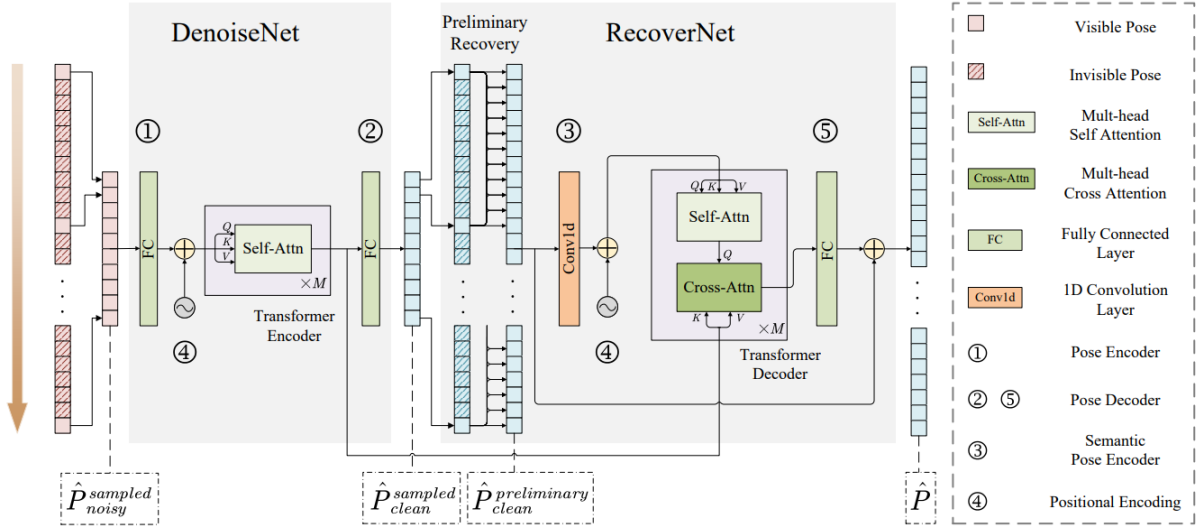 DenoiseNet
Preliminary
Recovery
RecoverNet
①
②
③
⑤
FC
Q
K
V
Self-Attn
×M
Transformer
Encoder
④
FC
Conv1d
④
Q
K
V
Self-Attn
Q
Cross-Attn
K
V
×M
Transformer
Decoder
FC
P̂ sampled noisy
P̂ sampled clean
P̂ preliminary clean
P̂
Visible Pose
Invisible Pose
Self-Attn
Mult-head
Self Attention
Cross-Attn
Mult-head
Cross Attention
FC
Fully Connected
Layer
Conv1d
1D Convolution
Layer
① Pose Encoder
② ⑤ Pose Decoder
③ Semantic
Pose Encoder
④ Positional Encoding